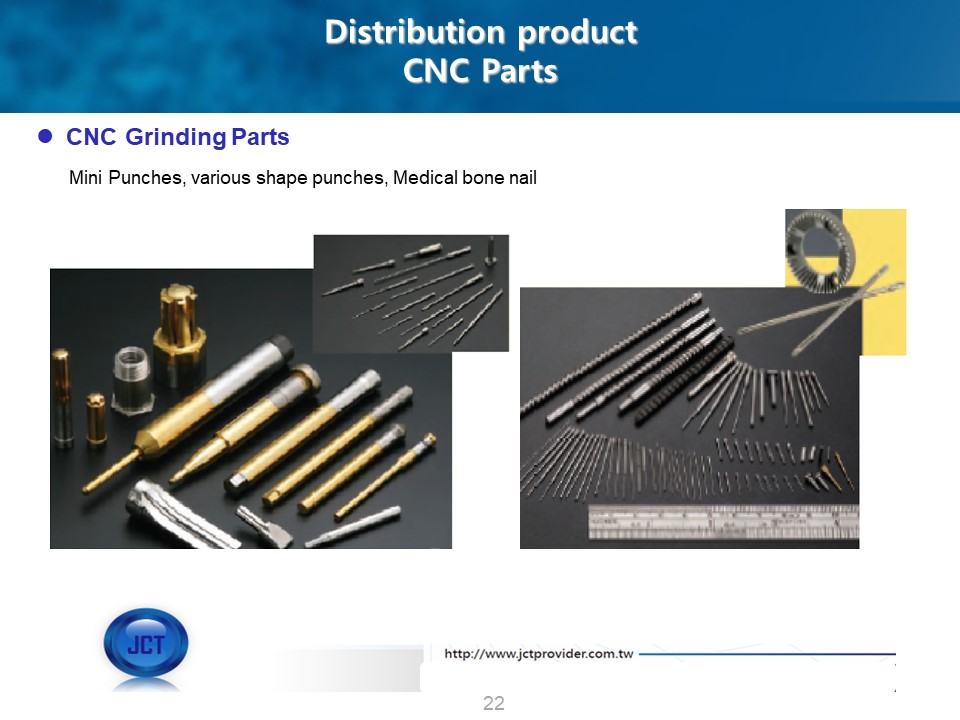 Distribution product
CNC Parts
CNC Grinding Parts
Mini Punches, various shape punches, Medical bone nail
JCT
http://www.jctprovider.com.tw
22